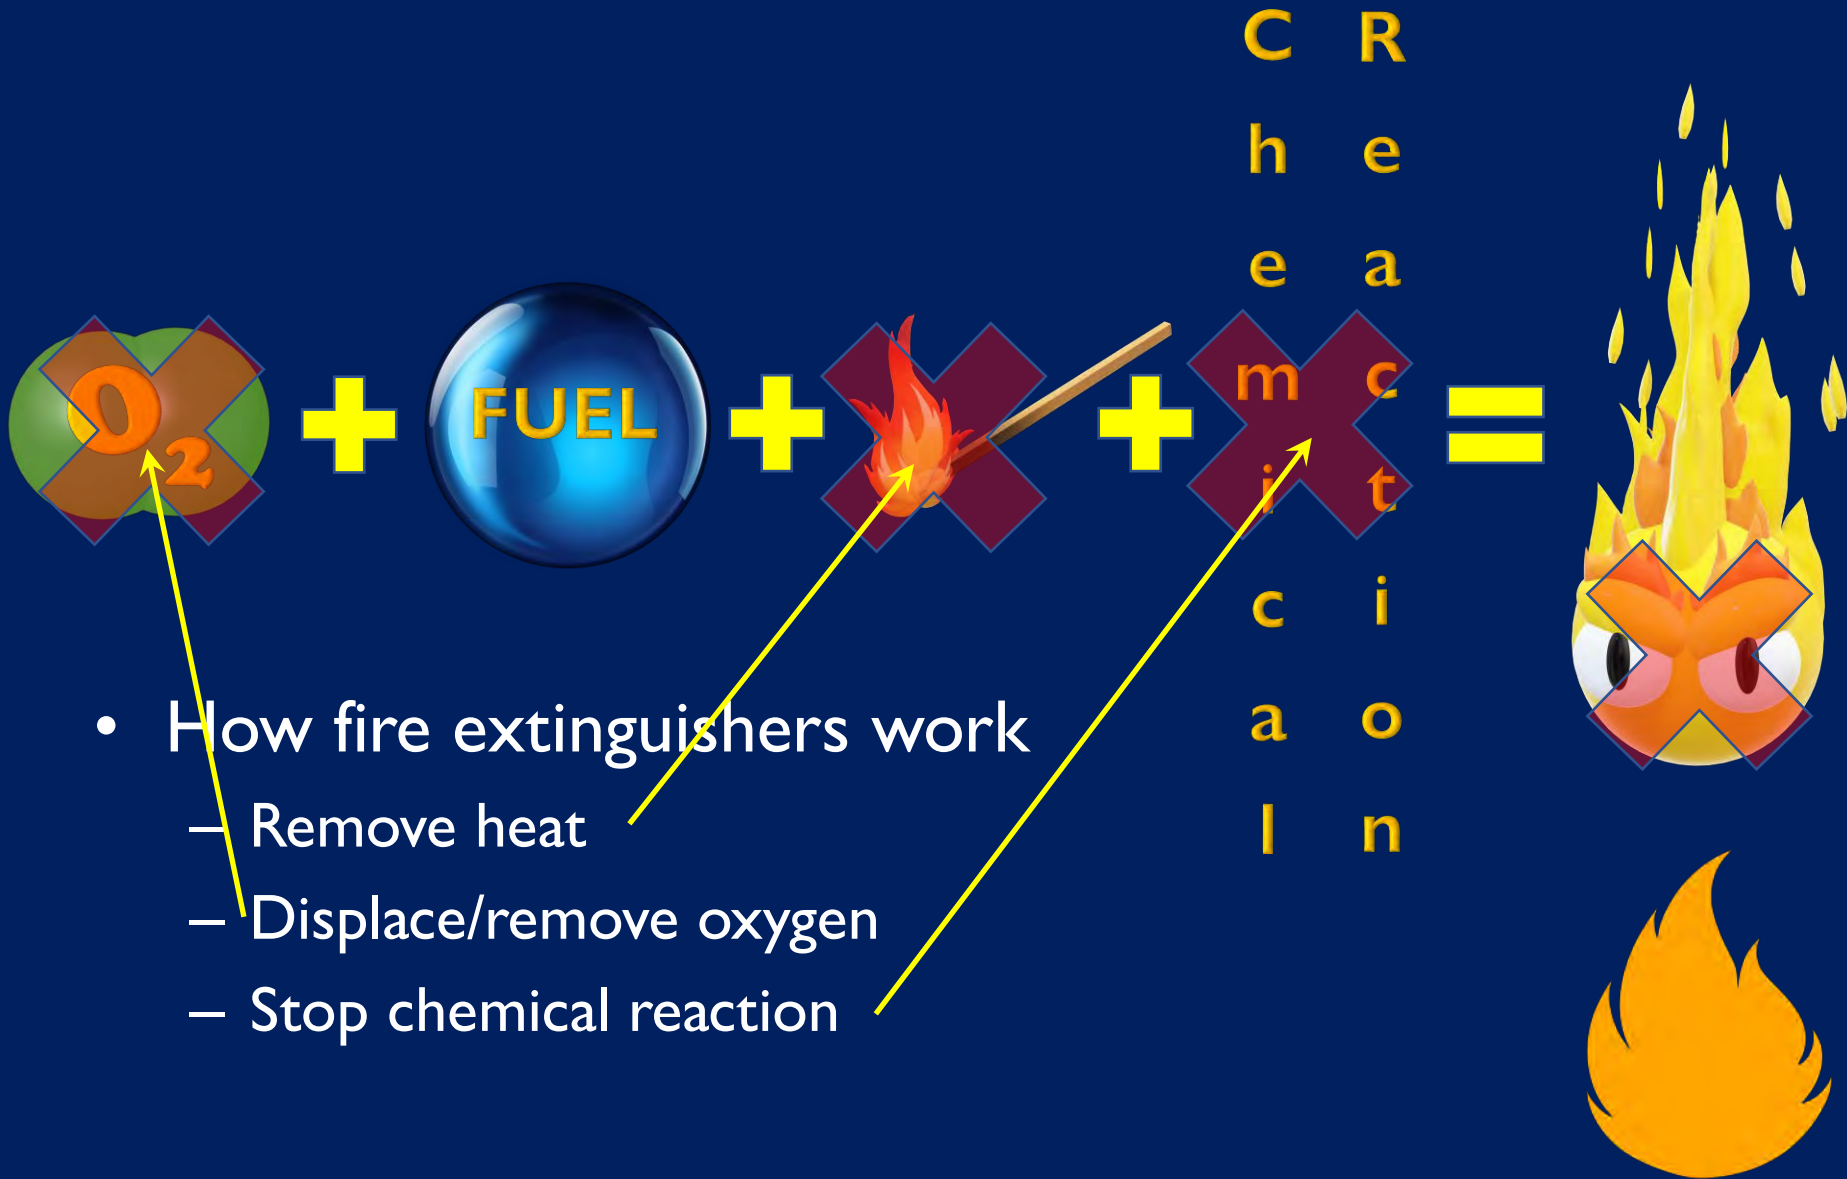 Chemical
Reaction
O2
FUEL
• How fire extinguishers work
– Remove heat
– Displace/remove oxygen
– Stop chemical reaction